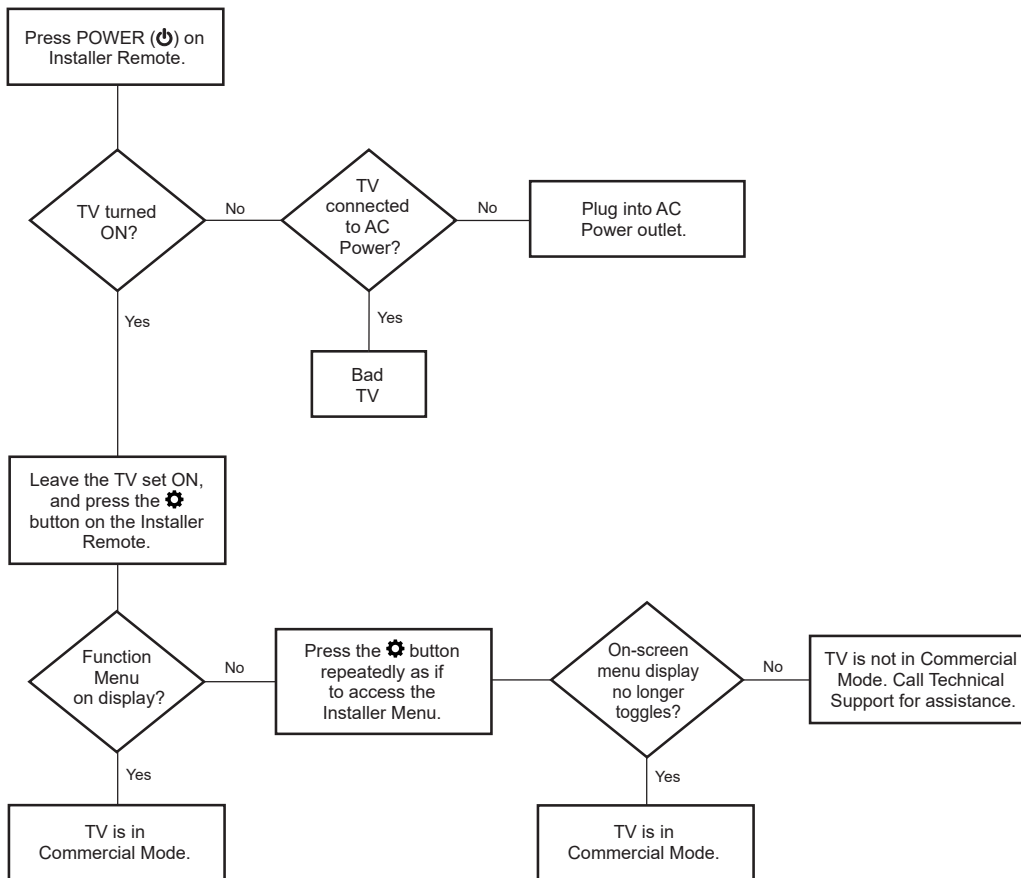 Press POWER (⏻) on
Installer Remote.
TV turned
ON?
No
TV
connected
to AC
Power?
No
Plug into AC
Power outlet.
Yes
Yes
Bad
TV
Leave the TV set ON,
and press the ⚙
button on the Installer
Remote.
Function
Menu
on display?
No
Press the ⚙ button
repeatedly as if
to access the
Installer Menu.
On-screen
menu display
no longer
toggles?
No
TV is not in Commercial
Mode. Call Technical
Support for assistance.
Yes
Yes
TV is in
Commercial Mode.
TV is in
Commercial Mode.